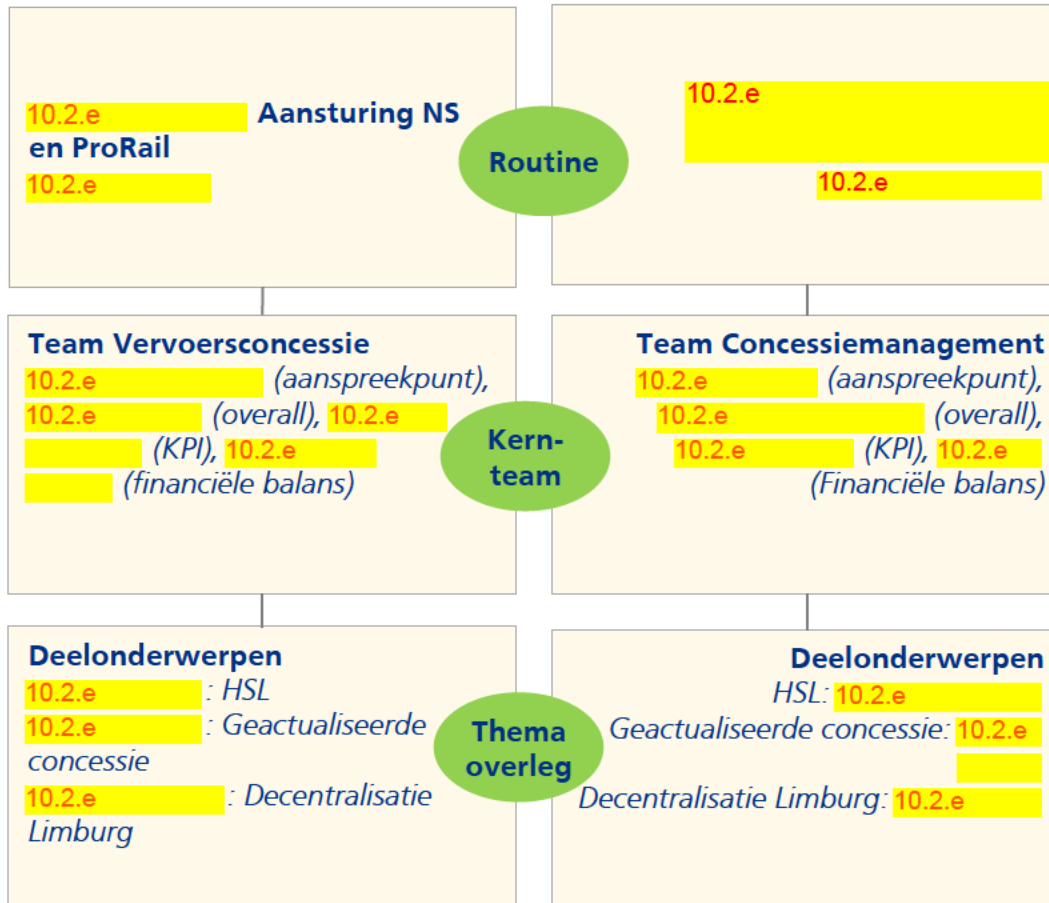 10.2.e Aansturing NS
en ProRail
10.2.e
Routine
10.2.e
10.2.e
Team Vervoersconcessie
10.2.e (aanspreekpunt),
10.2.e (overall), 10.2.e
(KPI), 10.2.e
(financiële balans)
Kern-
team
Team Concessiemanagement
10.2.e (aanspreekpunt),
10.2.e (overall),
10.2.e (KPI), 10.2.e
(Financiële balans)
Deelonderwerpen
10.2.e : HSL
10.2.e : Geactualiseerde
concessie
10.2.e : Decentralisatie
Limburg
Thema
overleg
Deelonderwerpen
HSL: 10.2.e
Geactualiseerde concessie: 10.2.e
Decentralisatie Limburg: 10.2.e